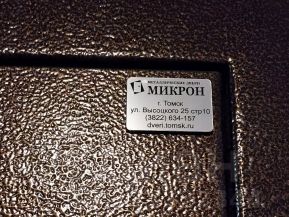 МЕТАЛЛИЧЕСКИЕ ДВЕРИ
МИКРОН
г. Томск
ул. Высоцкого 25 стр10
(3822) 634-157
dveri.tomsk.ru